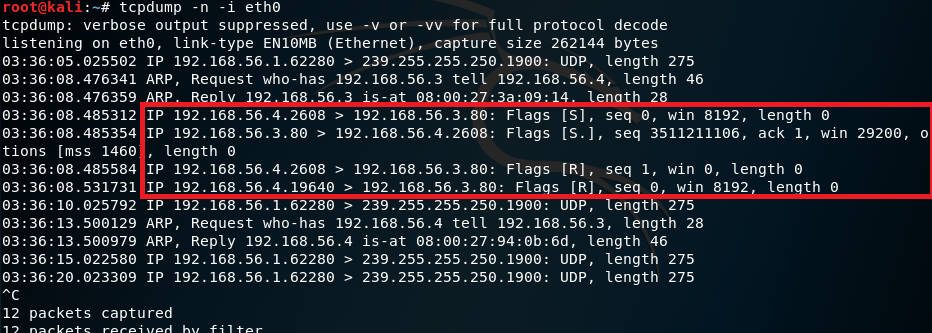 root@kali:~# tcpdump -n -i eth0
tcpdump: verbose output suppressed, use -v or -vv for full protocol decode
listening on eth0, link-type EN10MB (Ethernet), capture size 262144 bytes
03:36:05.025502 IP 192.168.56.1.62280 > 239.255.255.250.1900: UDP, length 275
03:36:08.476341 ARP, Request who-has 192.168.56.3 tell 192.168.56.4, length 46
03:36:08.476359 ARP, Reply 192.168.56.3 is-at 08:00:27:3a:09:14, length 28
03:36:08.485312 IP 192.168.56.4.2608 > 192.168.56.3.80: Flags [S], seq 0, win 8192, length 0
03:36:08.485354 IP 192.168.56.3.80 > 192.168.56.4.2608: Flags [S.], seq 3511211106, ack 1, win 29200, o
tions [mss 1460], length 0
03:36:08.485584 IP 192.168.56.4.2608 > 192.168.56.3.80: Flags [R], seq 1, win 0, length 0
03:36:08.531731 IP 192.168.56.4.19640 > 192.168.56.3.80: Flags [R], seq 0, win 8192, length 0
03:36:10.025792 IP 192.168.56.1.62280 > 239.255.255.250.1900: UDP, length 275
03:36:13.500129 ARP, Request who-has 192.168.56.4 tell 192.168.56.3, length 28
03:36:13.500979 ARP, Reply 192.168.56.4 is-at 08:00:27:94:0b:6d, length 46
03:36:15.022580 IP 192.168.56.1.62280 > 239.255.255.250.1900: UDP, length 275
03:36:20.023309 IP 192.168.56.1.62280 > 239.255.255.250.1900: UDP, length 275
^C
12 packets captured
12 packets received by filter